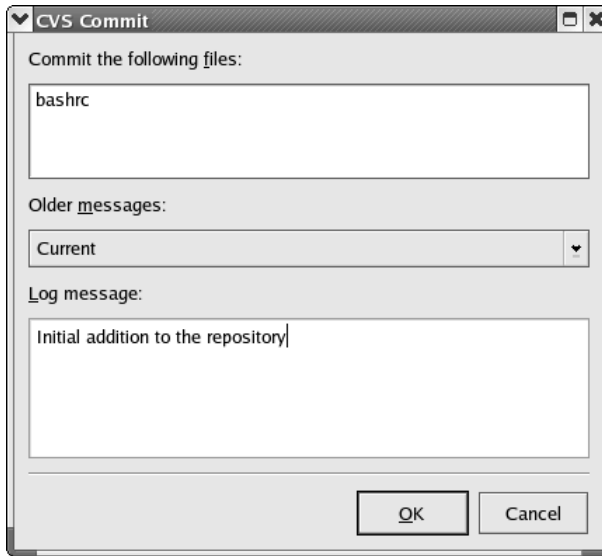 CVS Commit
Commit the following files:
bashrc
Older messages:
Current
Log message:
Initial addition to the repository
OK
Cancel